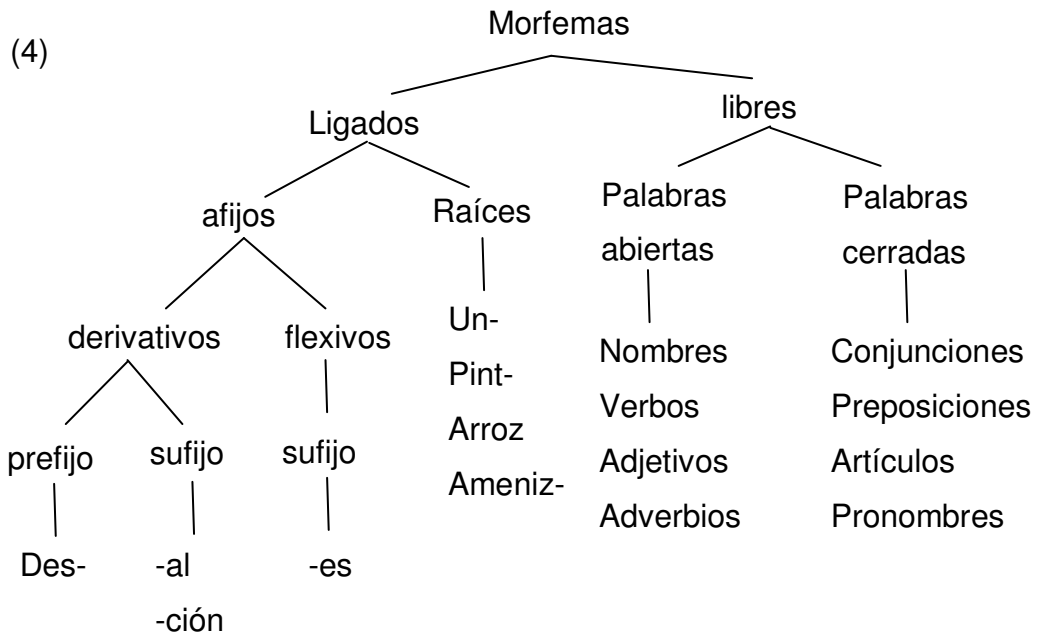 Morfemas
(4)
Ligados libres
afijos Raíces Palabras abiertas Palabras cerradas
derivativos flexivos
Un-
Pint-
Arroz
Ameniz-
Nombres
Verbos
Adjetivos
Adverbios
Conjunciones
Preposiciones
Artículos
Pronombres
prefijo sufijo sufijo
Des- -al -es
-ción